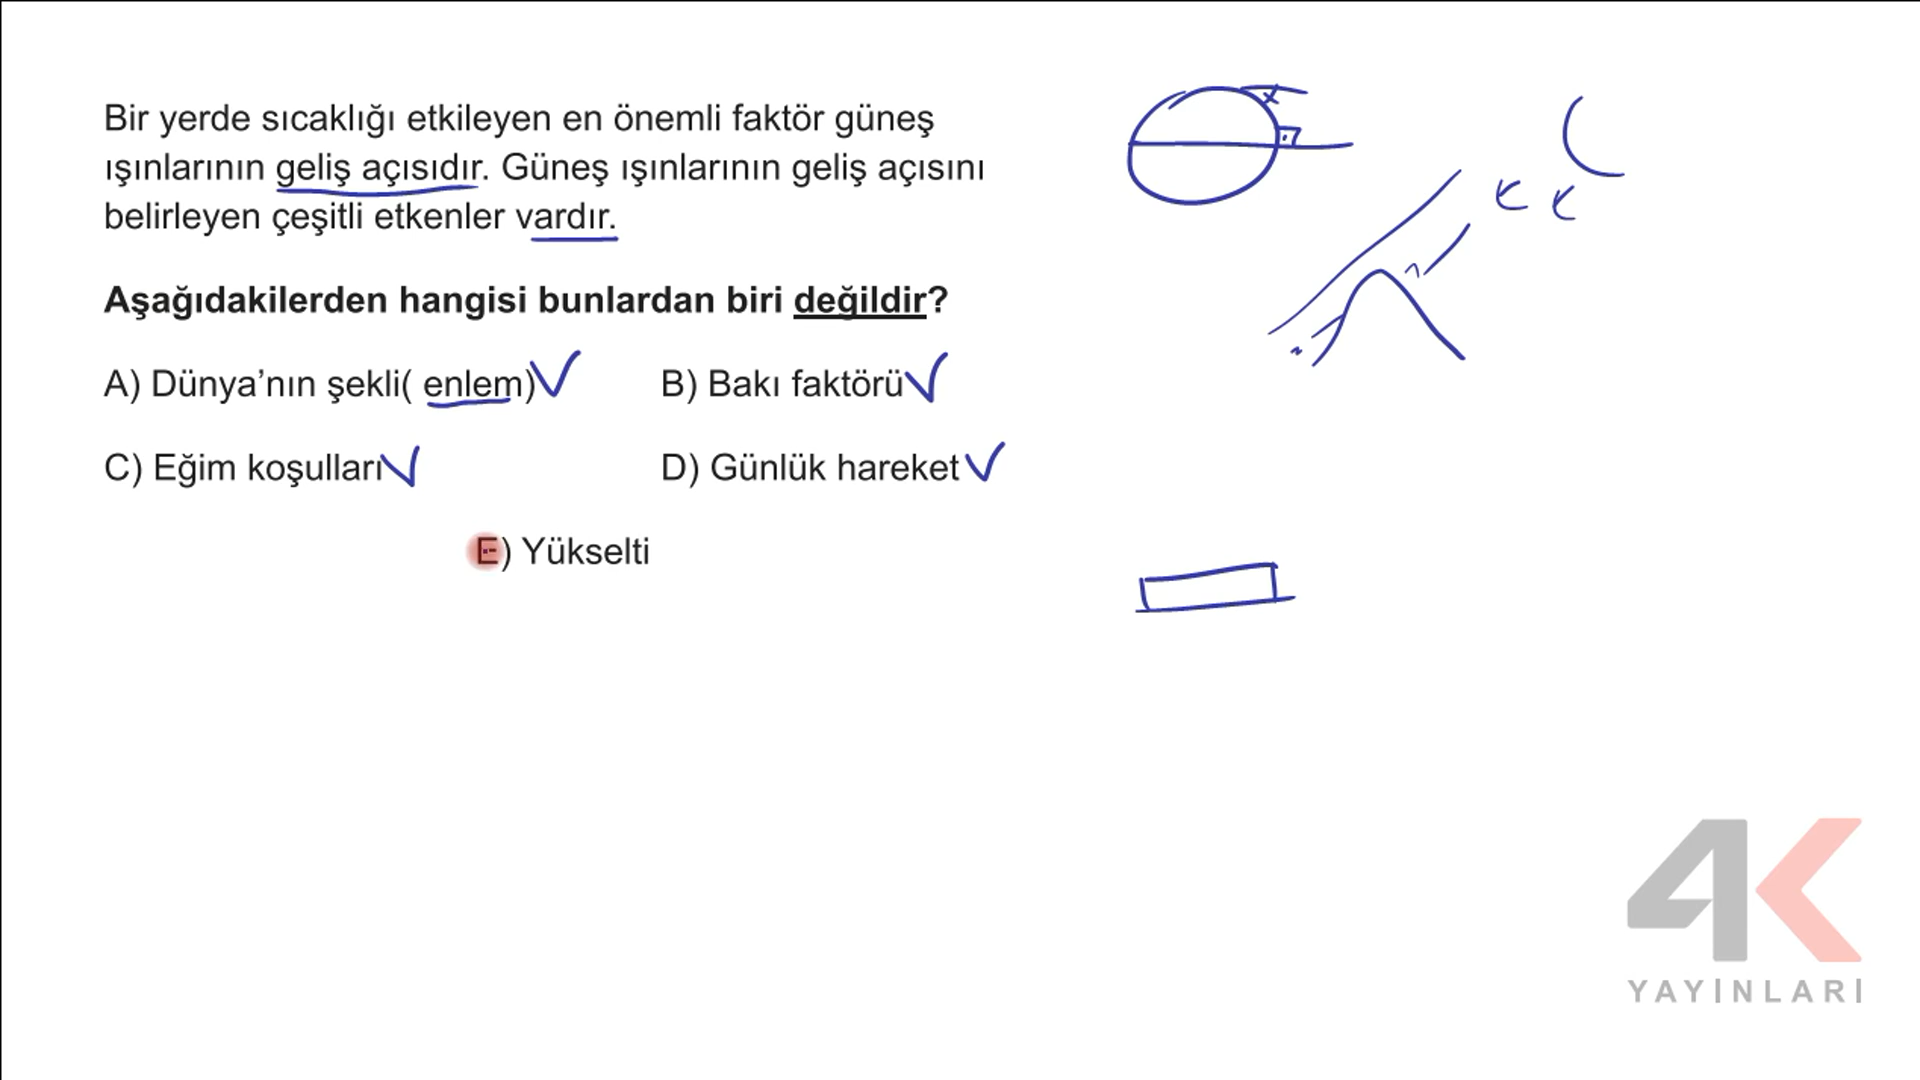 Bir yerde sıcaklığı etkileyen en önemli faktör güneş
ışınlarının geliş açısıdır. Güneş ışınlarının geliş açısını
belirleyen çeşitli etkenler vardır.
Aşağıdakilerden hangisi bunlardan biri değildir?
A) Dünya’nın şekli( enlem)
B) Bakı faktörü
C) Eğim koşulları
D) Günlük hareket
E) Yükselti
4K
YAYINLARI